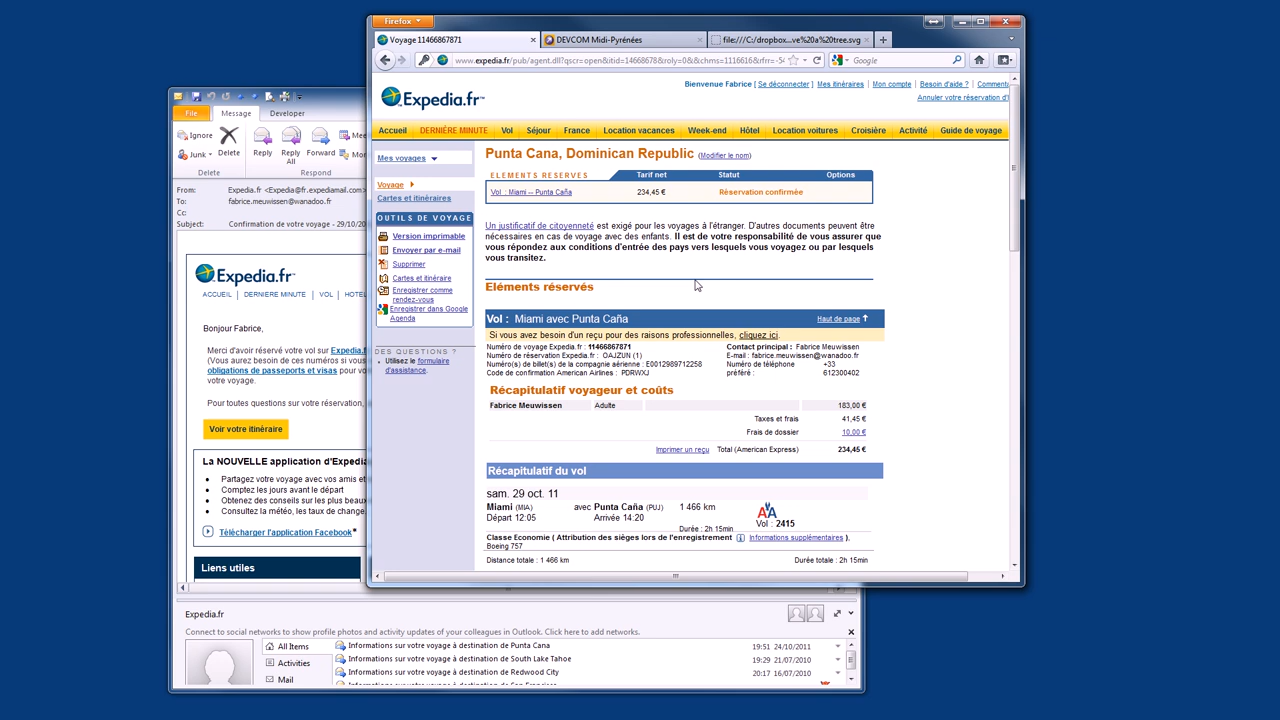 Firefox
Voyage 11466867871
DEVCOM Midi-Pyrénées
file:///C:/dropbox...ve%20a%20tree.svg
www.expedia.fr/pub/agent.dll?qscr=open&itid=14668678&roly=0&&chms=1116616&rfrr=-5
Google
Expedia.fr™
Bienvenue Fabrice [ Se déconnecter ]
Mes itinéraires
Mon compte
Besoin d'aide ?
Comment
Annuler votre réservation d'
Accueil
DERNIÈRE MINUTE
Vol
Séjour
France
Location vacances
Week-end
Hôtel
Location voitures
Croisière
Activité
Guide de voyage
Mes voyages
Voyage
Cartes et itinéraires
OUTILS DE VOYAGE
Version imprimable
Envoyer par e-mail
Supprimer
Cartes et itinéraire
Enregistrer comme
rendez-vous
Enregistrer dans Google
Agenda
DES QUESTIONS ?
Utilisez le formulaire
d'assistance.
Punta Cana, Dominican Republic (Modifier le nom)
ELEMENTS RESERVES
Tarif net
Statut
Options
Vol : Miami -- Punta Caña
234,45 €
Réservation confirmée
Un justificatif de citoyenneté est exigé pour les voyages à l'étranger. D'autres documents peuvent être
nécessaires en cas de voyage avec des enfants. Il est de votre responsabilité de vous assurer que
vous répondez aux conditions d'entrée des pays vers lesquels vous voyagez ou par lesquels
vous transitez.
Eléments réservés
Vol : Miami avec Punta Caña
Haut de page
Si vous avez besoin d'un reçu pour des raisons professionnelles, cliquez ici.
Numéro de voyage Expedia.fr : 11466867871
Numéro de réservation Expedia.fr : OAJZUN (1)
Numéro(s) de billet(s) de la compagnie aérienne : E0012989712258
Code de confirmation American Airlines : PDRWXJ
Contact principal : Fabrice Meuwissen
E-mail : fabrice.meuwissen@wanadoo.fr
Numéro de téléphone +33
préféré : 612300402
Récapitulatif voyageur et coûts
Fabrice Meuwissen
Adulte
183,00 €
Taxes et frais
41,45 €
Frais de dossier
10,00 €
Imprimer un reçu
Total (American Express)
234,45 €
Récapitulatif du vol
sam. 29 oct. 11
Miami (MIA) avec Punta Caña (PUJ) 1 466 km
Départ 12:05
Arrivée 14:20
AA
Vol : 2415
Durée : 2h 15min
Classe Economie ( Attribution des sièges lors de l'enregistrement Informations supplémentaires ),
Boeing 757
Distance totale : 1 466 km
Durée totale : 2h 15min
File
Message
Developer
Ignore
Junk
Delete
Reply
Reply
All
Forward
Mee
Mo
Delete
Respond
From: Expedia.fr <Expedia@fr.expediamail.com>
To: fabrice.meuwissen@wanadoo.fr
Cc:
Subject: Confirmation de votre voyage - 29/10/
Expedia.fr™
ACCUEIL
DERNIERE MINUTE
VOL
HOTEL
Bonjour Fabrice,
Merci d'avoir réservé votre vol sur Expedia.f
(Vous aurez besoin de ces numéros si vous
obligations de passeports et visas pour vo
votre voyage.
Pour toutes questions sur votre réservation,
Voir votre itinéraire
La NOUVELLE application d'Expedi
Partagez votre voyage avec vos amis et
Comptez les jours avant le départ
Obtenez des conseils sur les plus beaux
Consultez la météo, les taux de change,
Télécharger l'application Facebook*
Liens utiles
Expedia.fr
Connect to social networks to show profile photos and activity updates of your colleagues in Outlook. Click here to add networks.
All Items
Activities
Mail
Informations sur votre voyage à destination de Punta Cana
19:51 24/10/2011
Informations sur votre voyage à destination de South Lake Tahoe
19:29 21/07/2010
Informations sur votre voyage à destination de Redwood City
20:17 16/07/2010